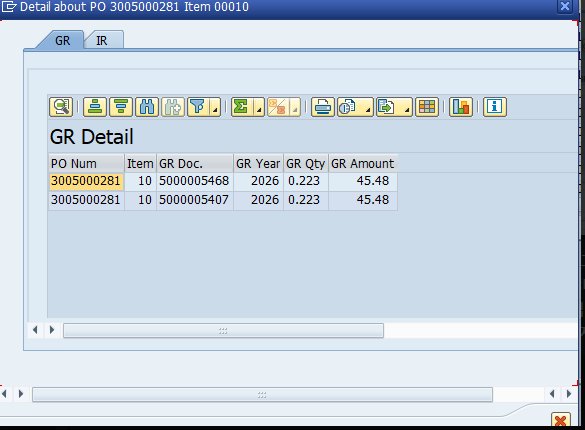 Detail about PO 3005000281 Item 00010
GR IR
GR Detail
PO Num Item GR Doc. GR Year GR Qty GR Amount
3005000281 10 5000005468 2026 0.223 45.48
3005000281 10 5000005407 2026 0.223 45.48